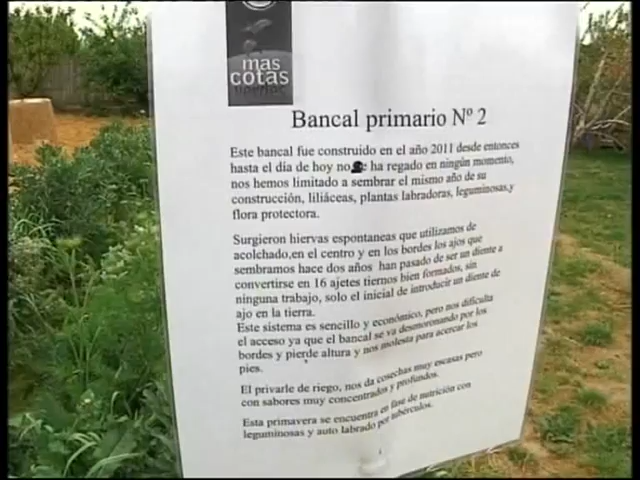 mas
cotas
Bancal primario Nº 2
Este bancal fue construido en el año 2011 desde entonces
hasta el día de hoy no se ha regado en ningún momento,
nos hemos limitado a sembrar el mismo año de su
construcción, liliáceas, plantas labradoras, leguminosas,y
flora protectora.
Surgieron hiervas espontaneas que utilizamos de
acolchado,en el centro y en los bordes los ajos que
sembramos hace dos años han pasado de ser un diente a
convertirse en 16 ajetes tiernos bien formados, sin
ninguna trabajo, solo el inicial de introducir un diente de
ajo en la tierra.
Este sistema es sencillo y económico, pero nos dificulta
el acceso ya que el bancal se va desmoronando por los
bordes y pierde altura y nos molesta para acercar los
pies.
El privarle de riego, nos da cosechas muy escasas pero
con sabores muy concentrados y profundos.
Esta primavera se encuentra en fase de nutrición con
leguminosas y auto labrado por tubérculos.